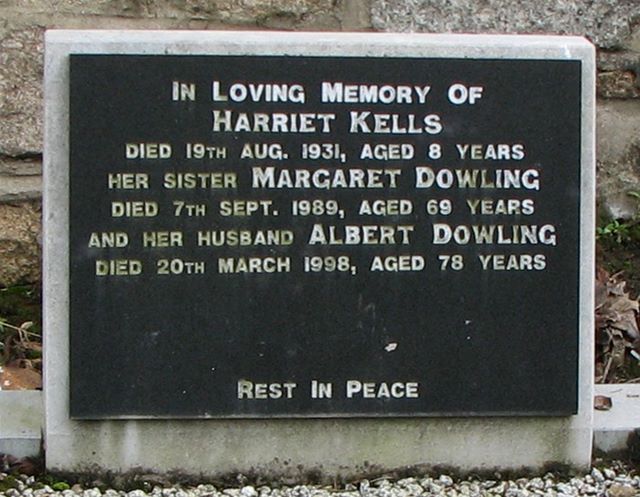 In Loving Memory Of
Harriet Kells
died 19th Aug. 1931, aged 8 years
her sister Margaret Dowling
died 7th Sept. 1989, aged 69 years
and her husband Albert Dowling
died 20th March 1998, aged 78 years
Rest In Peace